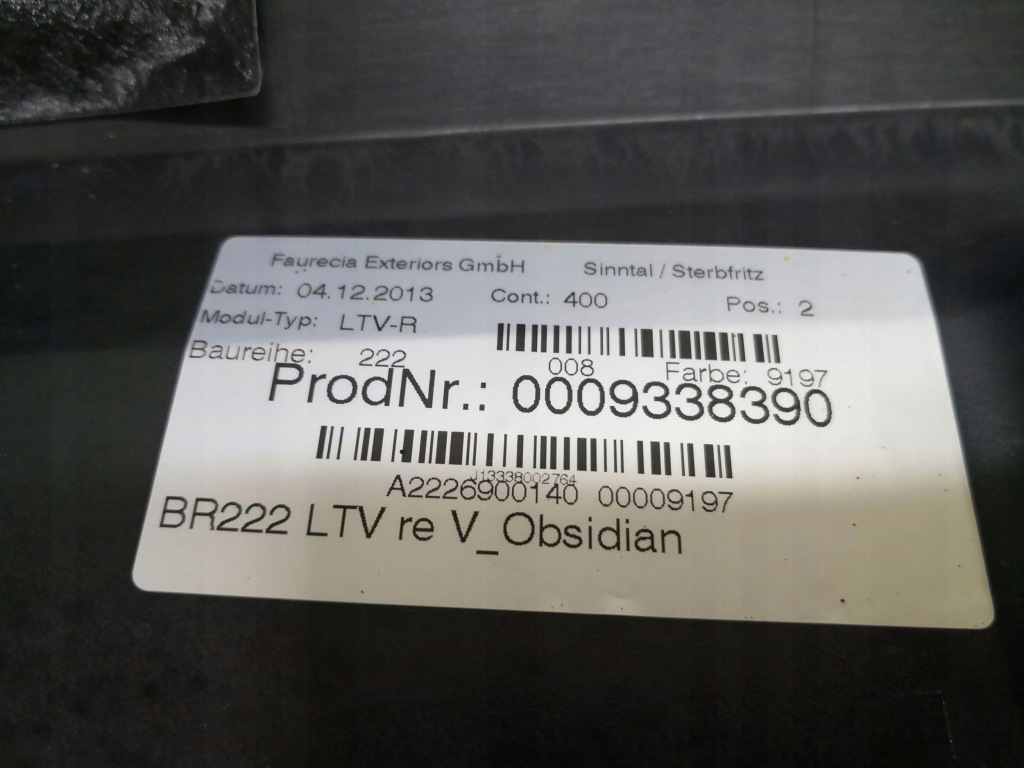 Faurecia Exteriors GmbH Sinntal / Sterbfritz
Datum: 04.12.2013 Cont.: 400 Pos.: 2
Modul-Typ: LTV-R
Baureihe: 222 008 Farbe: 9197
ProdNr.: 0009338390
J13338002764
A2226900140 00009197
BR222 LTV re V_Obsidian